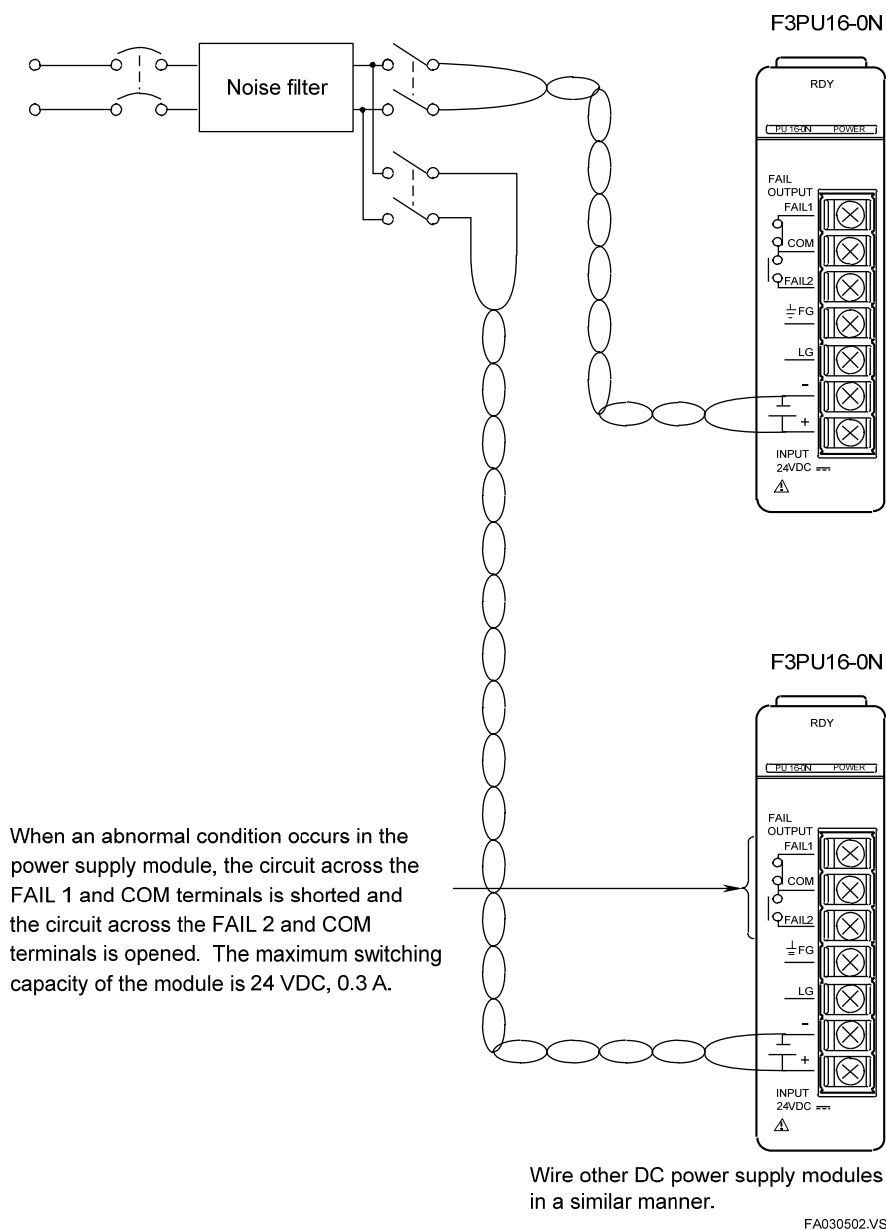 F3PU16-0N
Noise filter
RDY
PU 16-0N POWER
FAIL
OUTPUT
FAIL1
COM
FAIL2
FG
LG
-
+
INPUT
24VDC
F3PU16-0N
RDY
PU 16-0N POWER
FAIL
OUTPUT
FAIL1
COM
FAIL2
FG
LG
-
+
INPUT
24VDC
When an abnormal condition occurs in the
power supply module, the circuit across the
FAIL 1 and COM terminals is shorted and
the circuit across the FAIL 2 and COM
terminals is opened. The maximum switching
capacity of the module is 24 VDC, 0.3 A.
Wire other DC power supply modules
in a similar manner.
FA030502.VS